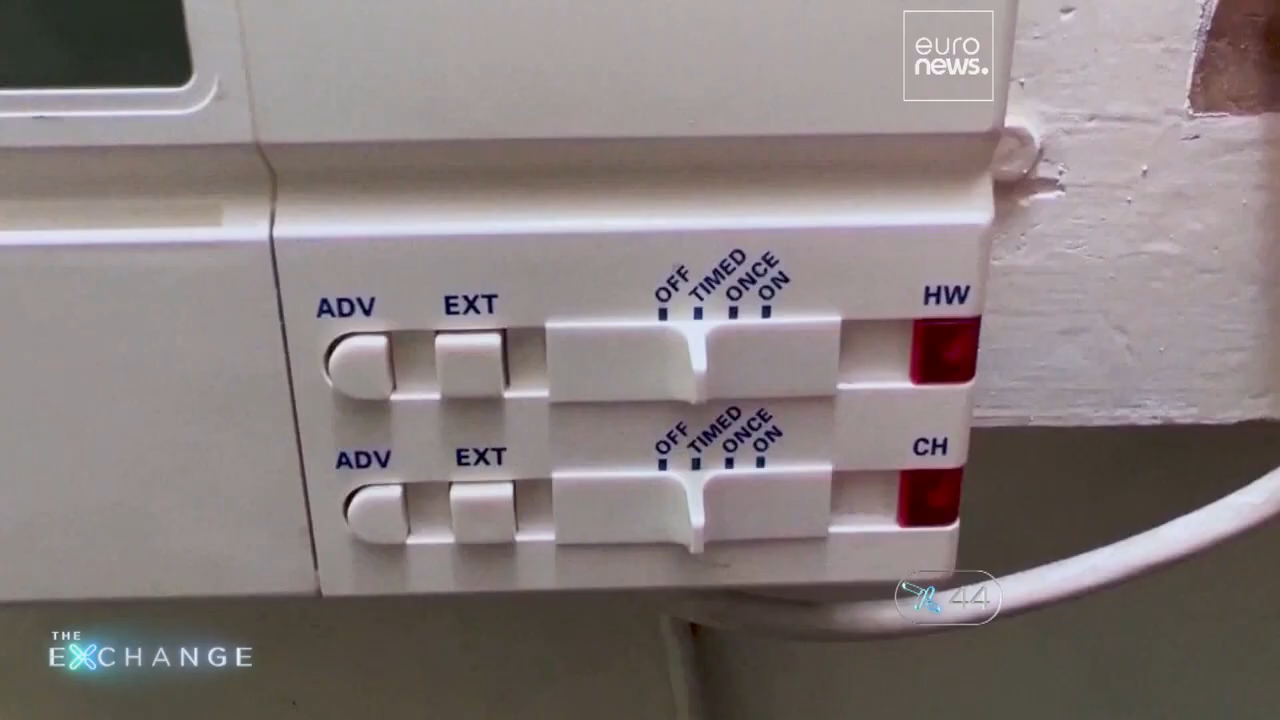 euro
news.
ADV EXT OFF TIMED ONCE ON HW
ADV EXT OFF TIMED ONCE ON CH
44
THE
EXCHANGE